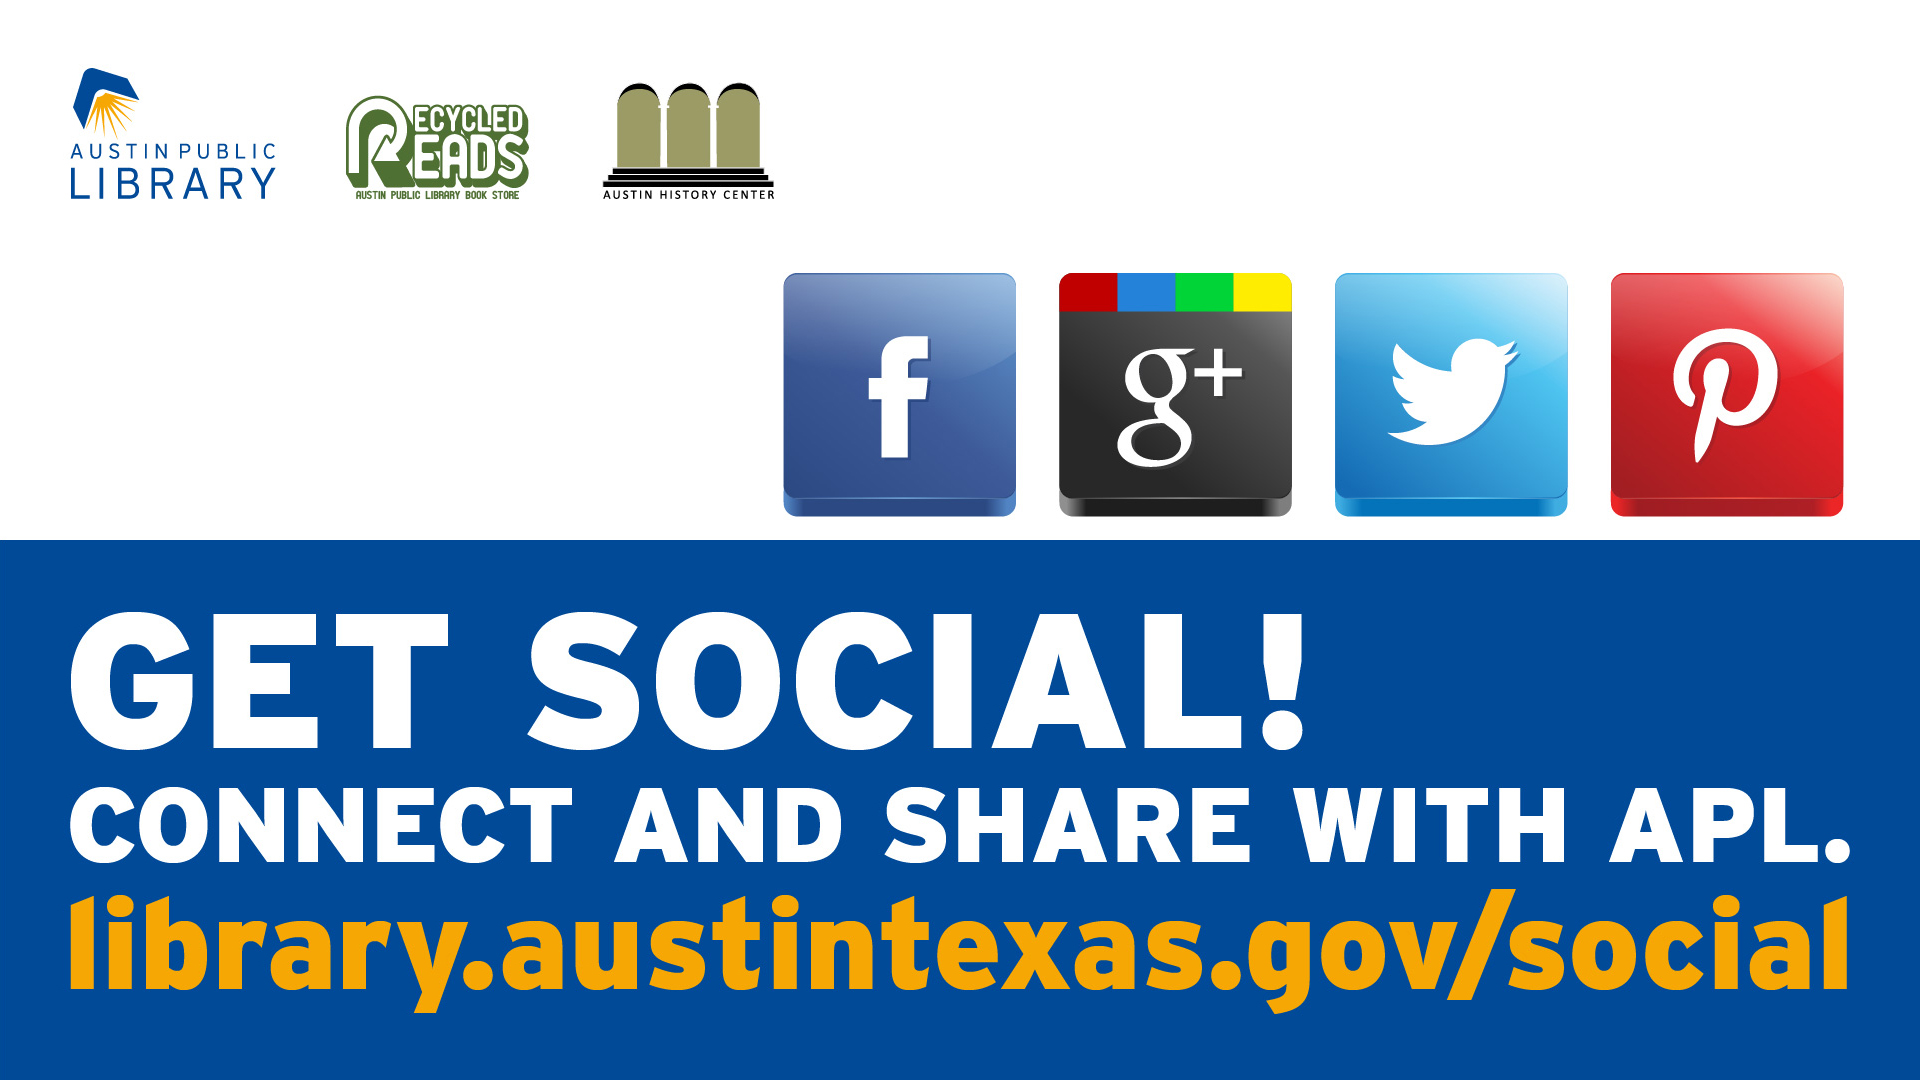 AUSTIN PUBLIC
LIBRARY
RECYCLED
READS
AUSTIN PUBLIC LIBRARY BOOK STORE
AUSTIN HISTORY CENTER
f
g+
GET SOCIAL!
CONNECT AND SHARE WITH APL.
library.austintexas.gov/social